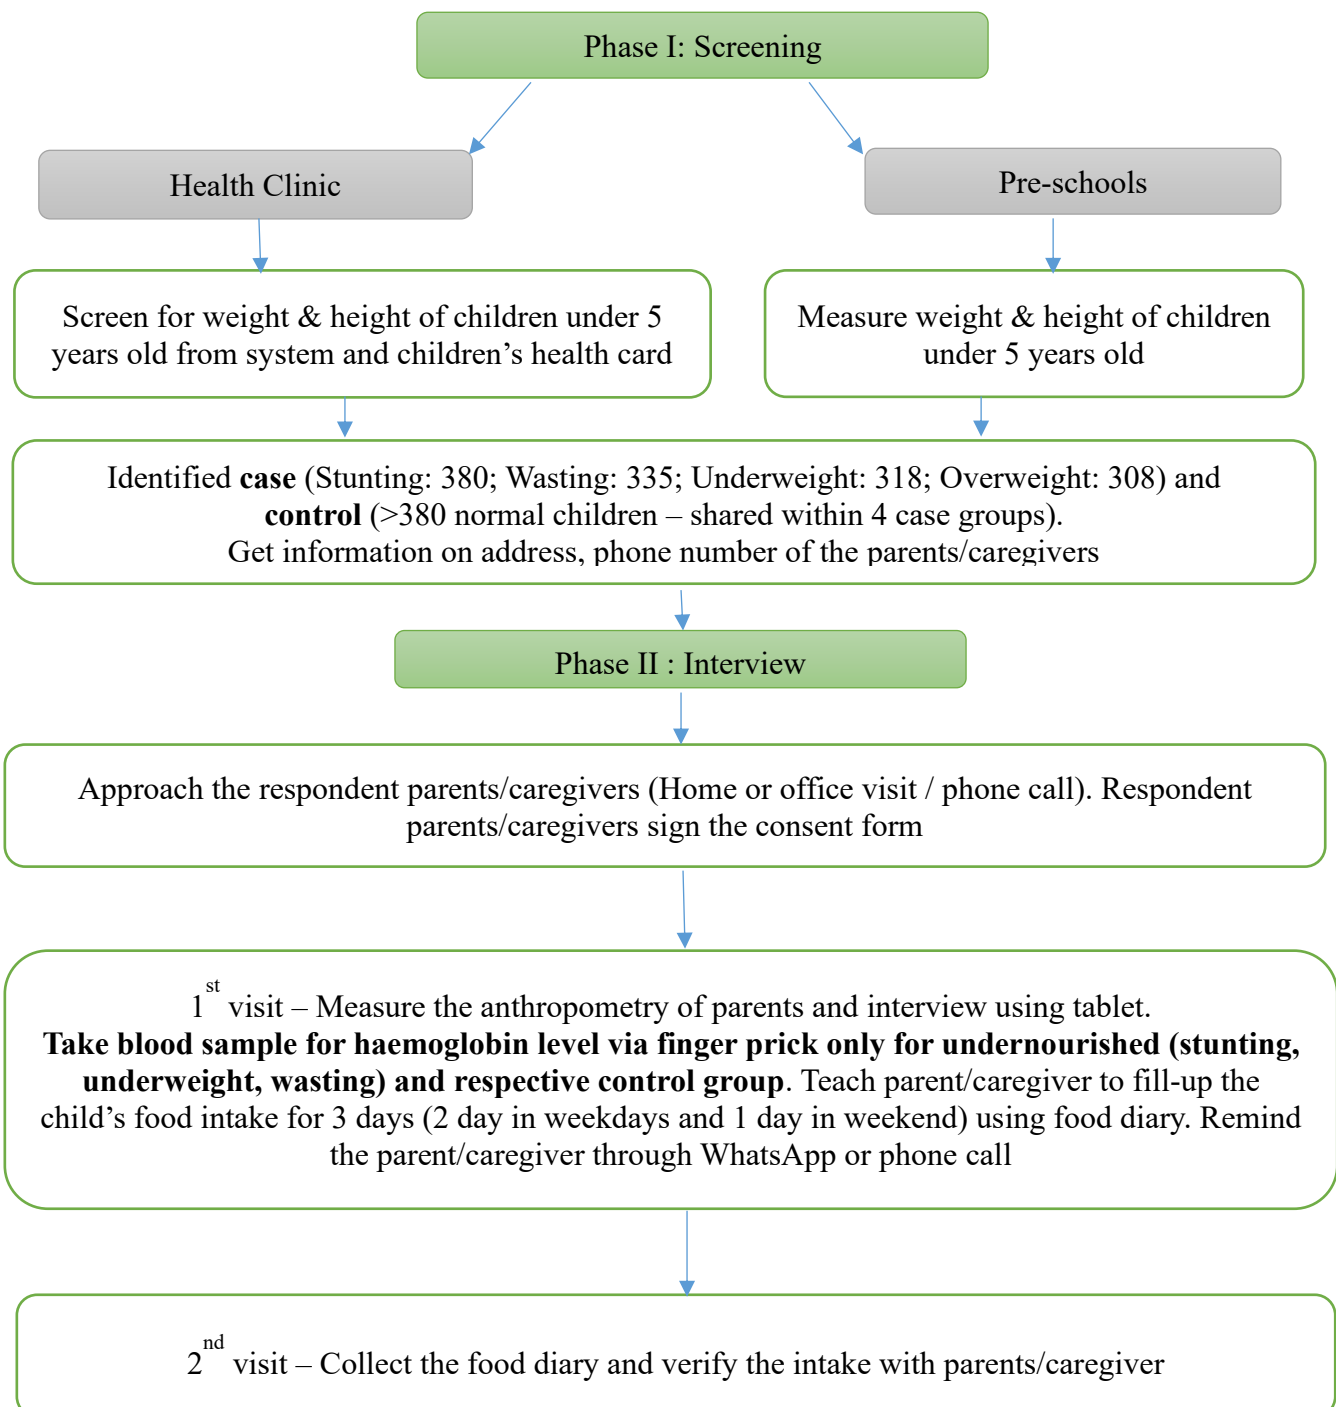 Phase I: Screening
Health Clinic
Pre-schools
Screen for weight & height of children under 5
years old from system and children’s health card
Measure weight & height of children
under 5 years old
Identified case (Stunting: 380; Wasting: 335; Underweight: 318; Overweight: 308) and
control (>380 normal children – shared within 4 case groups).
Get information on address, phone number of the parents/caregivers
Phase II : Interview
Approach the respondent parents/caregivers (Home or office visit / phone call). Respondent
parents/caregivers sign the consent form
1st visit – Measure the anthropometry of parents and interview using tablet.
Take blood sample for haemoglobin level via finger prick only for undernourished (stunting,
underweight, wasting) and respective control group. Teach parent/caregiver to fill-up the
child’s food intake for 3 days (2 day in weekdays and 1 day in weekend) using food diary. Remind
the parent/caregiver through WhatsApp or phone call
2nd visit – Collect the food diary and verify the intake with parents/caregiver